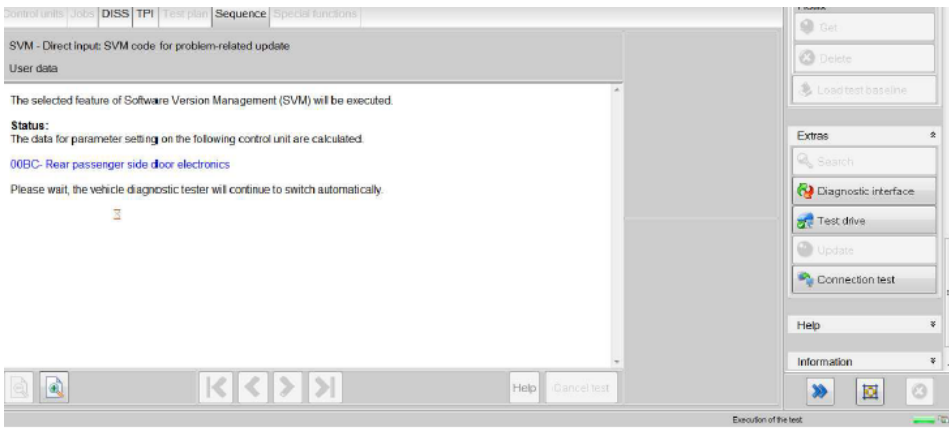 Control units Jobs DISS TPI Test plan Sequence Special functions
SVM - Direct input: SVM code for problem-related update
User data
The selected feature of Software Version Management (SVM) will be executed.
Status:
The data for parameter setting on the following control unit are calculated.
00BC- Rear passenger side door electronics
Please wait, the vehicle diagnostic tester will continue to switch automatically.
Help Cancel test
Get
Delete
Load test baseline
Extras
Search
Diagnostic interface
Test drive
Update
Connection test
Help
Information
Execution of the test